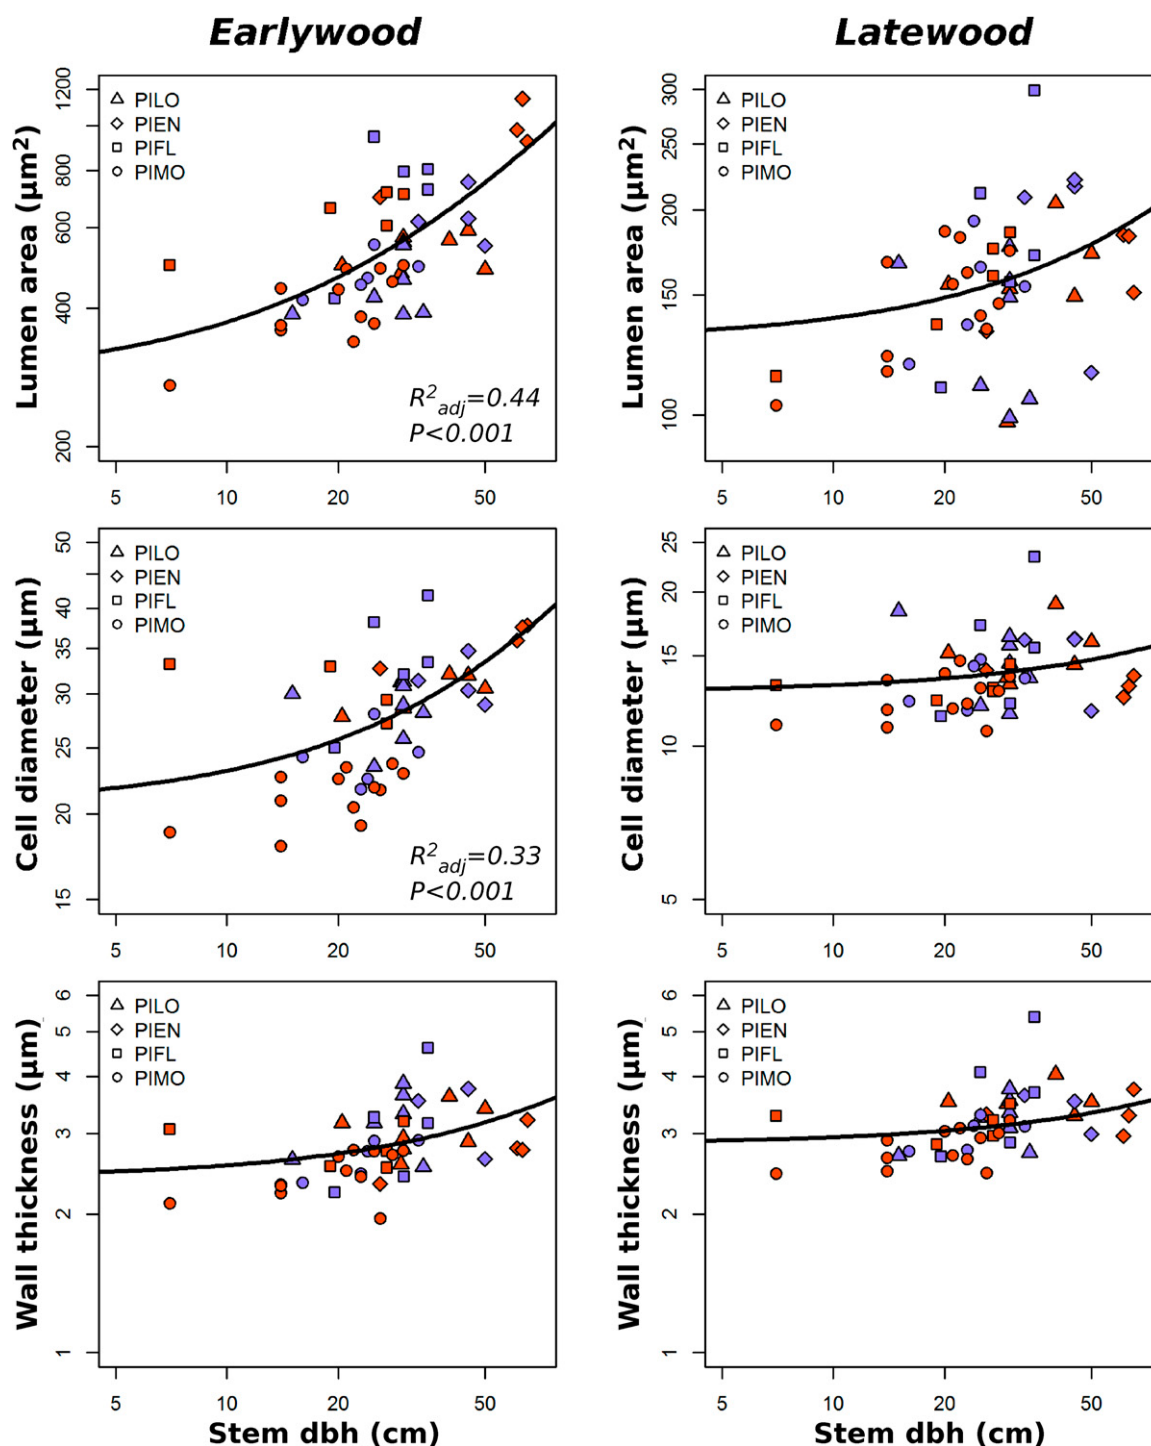 Earlywood
Latewood
Lumen area (µm²)
1200
800
600
400
200
PILO
PIEN
PIFL
PIMO
R²adj=0.44
P<0.001
5 10 20 50
Lumen area (µm²)
300
250
200
150
100
PILO
PIEN
PIFL
PIMO
5 10 20 50
Cell diameter (µm)
50
40
35
30
25
20
15
PILO
PIEN
PIFL
PIMO
R²adj=0.33
P<0.001
5 10 20 50
Cell diameter (µm)
25
20
15
10
5
PILO
PIEN
PIFL
PIMO
5 10 20 50
Wall thickness (µm)
6
5
4
3
2
1
PILO
PIEN
PIFL
PIMO
5 10 20 50
Stem dbh (cm)
Wall thickness (µm)
6
5
4
3
2
1
PILO
PIEN
PIFL
PIMO
5 10 20 50
Stem dbh (cm)